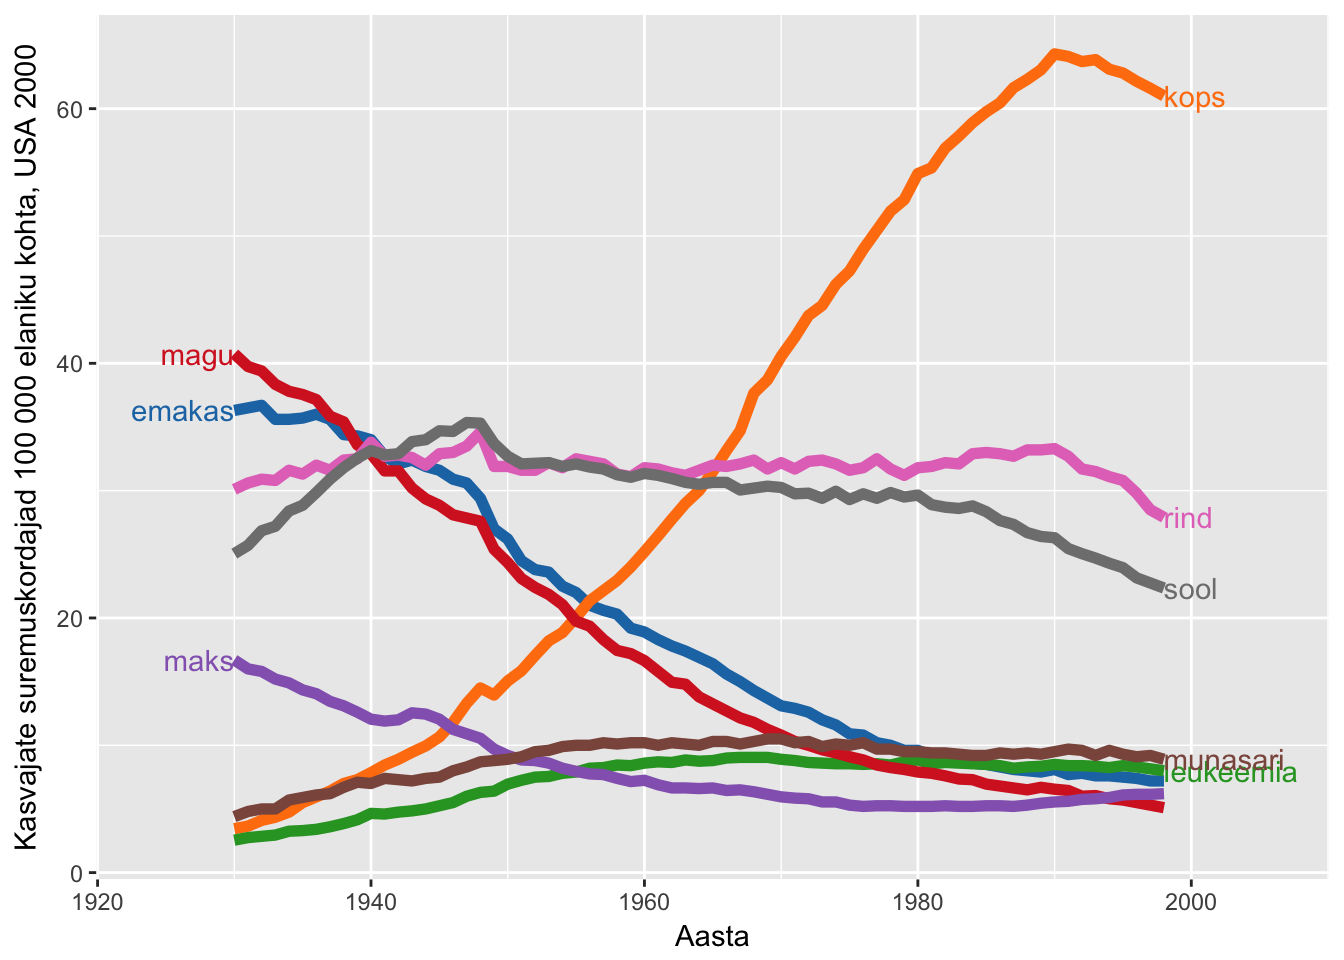 Kasvajate suremuskordajad 100 000 elaniku kohta, USA 2000
60
40
20
0
kops
magu
emakas
rind
sool
maks
munasari
leukeemia
1920
1940
1960
1980
2000
Aasta